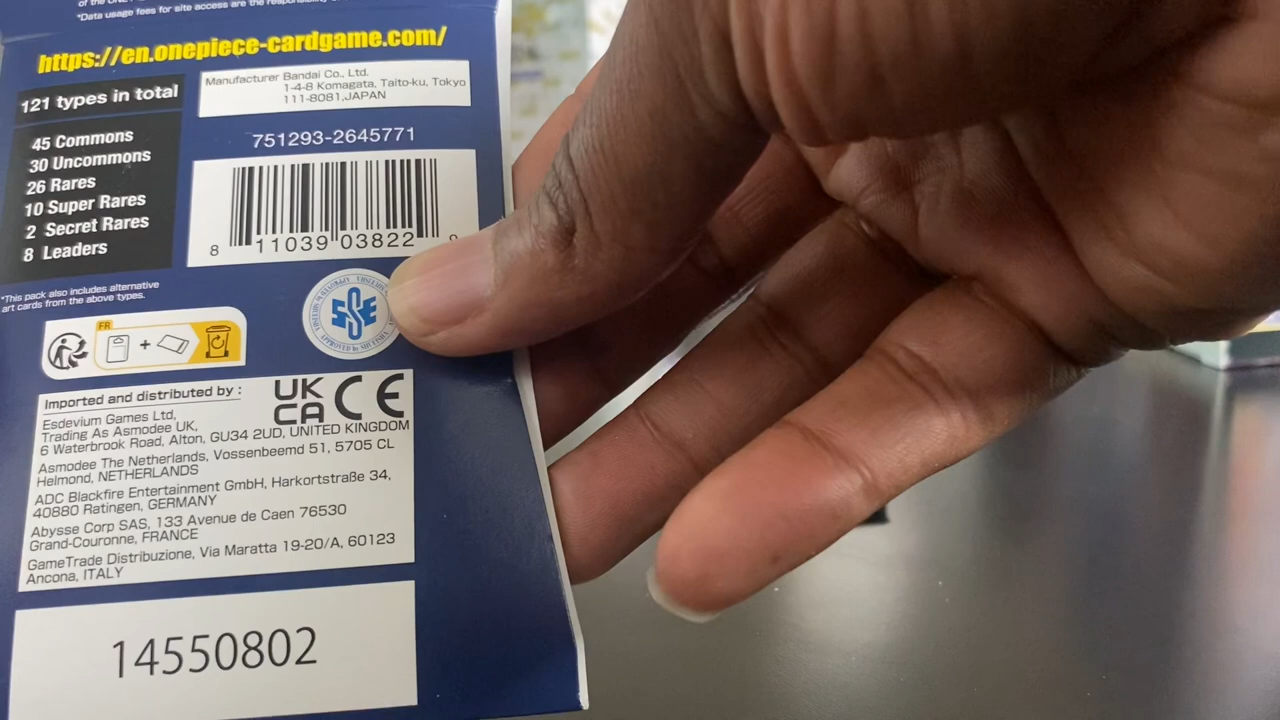 *Data usage fees for site access are the
https://en.onepiece-cardgame.com/
121 types in total
45 Commons
30 Uncommons
26 Rares
10 Super Rares
2 Secret Rares
8 Leaders
Manufacturer Bandai Co., Ltd.
1-4-8 Komagata, Taito-ku, Tokyo
111-8081,JAPAN
751293-2645771
8 11039 03822
*This pack also includes alternative
art cards from the above types.
FR
+
Imported and distributed by :
UK
CA CE
Esdevium Games Ltd,
Trading As Asmodee UK,
6 Waterbrook Road, Alton, GU34 2UD, UNITED KINGDOM
Asmodee The Netherlands, Vossenbeemd 51, 5705 CL
Helmond, NETHERLANDS
ADC Blackfire Entertainment GmbH, Harkortstraße 34,
40880 Ratingen, GERMANY
Abysse Corp SAS, 133 Avenue de Caen 76530
Grand-Couronne, FRANCE
GameTrade Distribuzione, Via Maratta 19-20/A, 60123
Ancona, ITALY
14550802